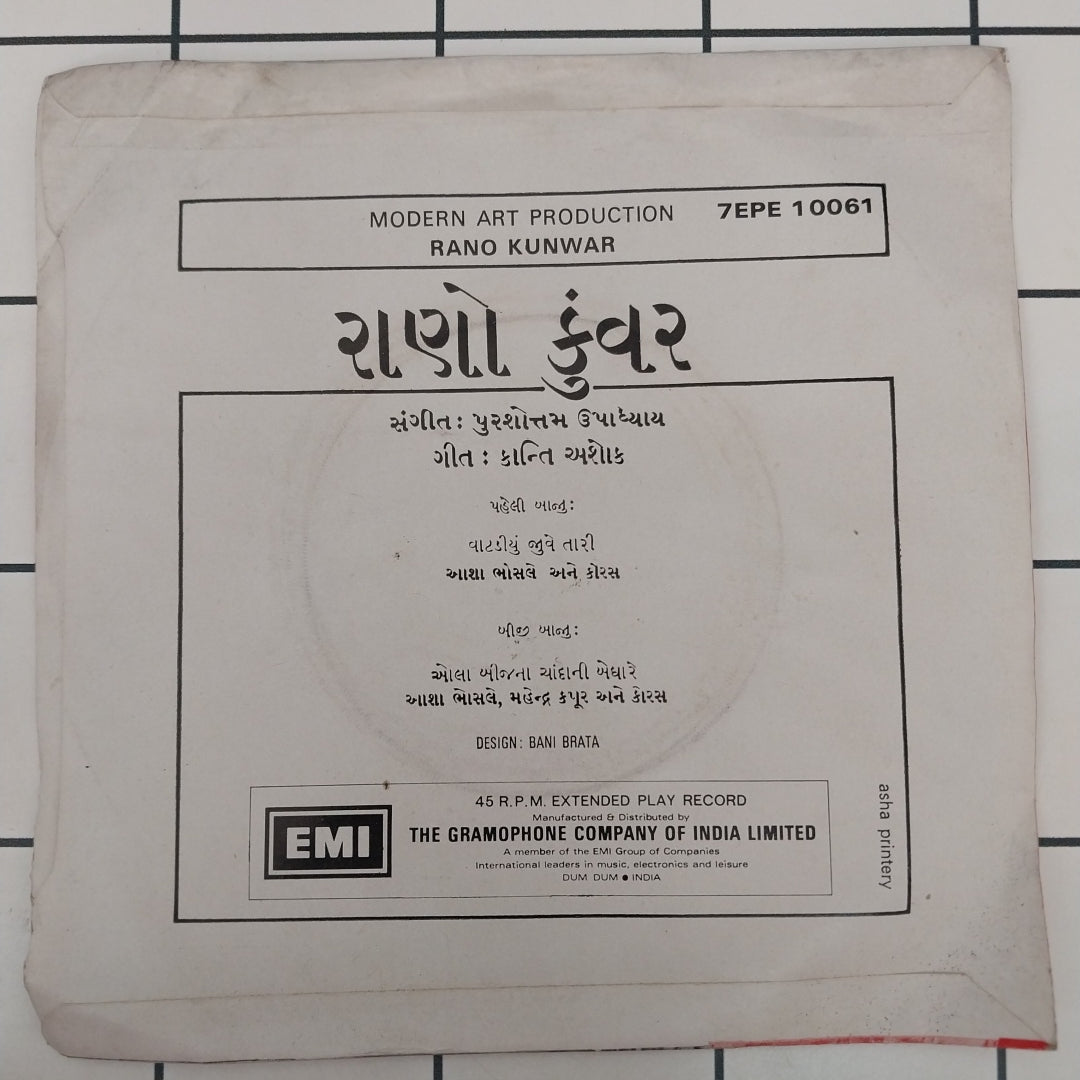 MODERN ART PRODUCTION 7EPE 10061
RANO KUNWAR
રાણો કુંવર
સંગીત : પુરશોત્તમ ઉપાધ્યાય
ગીત : કાન્તિ અશોક
પહેલી બાજુ :
વાટડીયું જુવે તારી
આશા ભોસલે અને કોરસ
બીજી બાજુ :
ઓલા બીજના ચાંદાની બેધારે
આશા ભોસલે, મહેન્દ્ર કપૂર અને કોરસ
DESIGN : BANI BRATA
45 R.P.M. EXTENDED PLAY RECORD
Manufactured & Distributed by
EMI THE GRAMOPHONE COMPANY OF INDIA LIMITED
A member of the EMI Group of Companies
International leaders in music, electronics and leisure
DUM DUM ● INDIA
asha printery